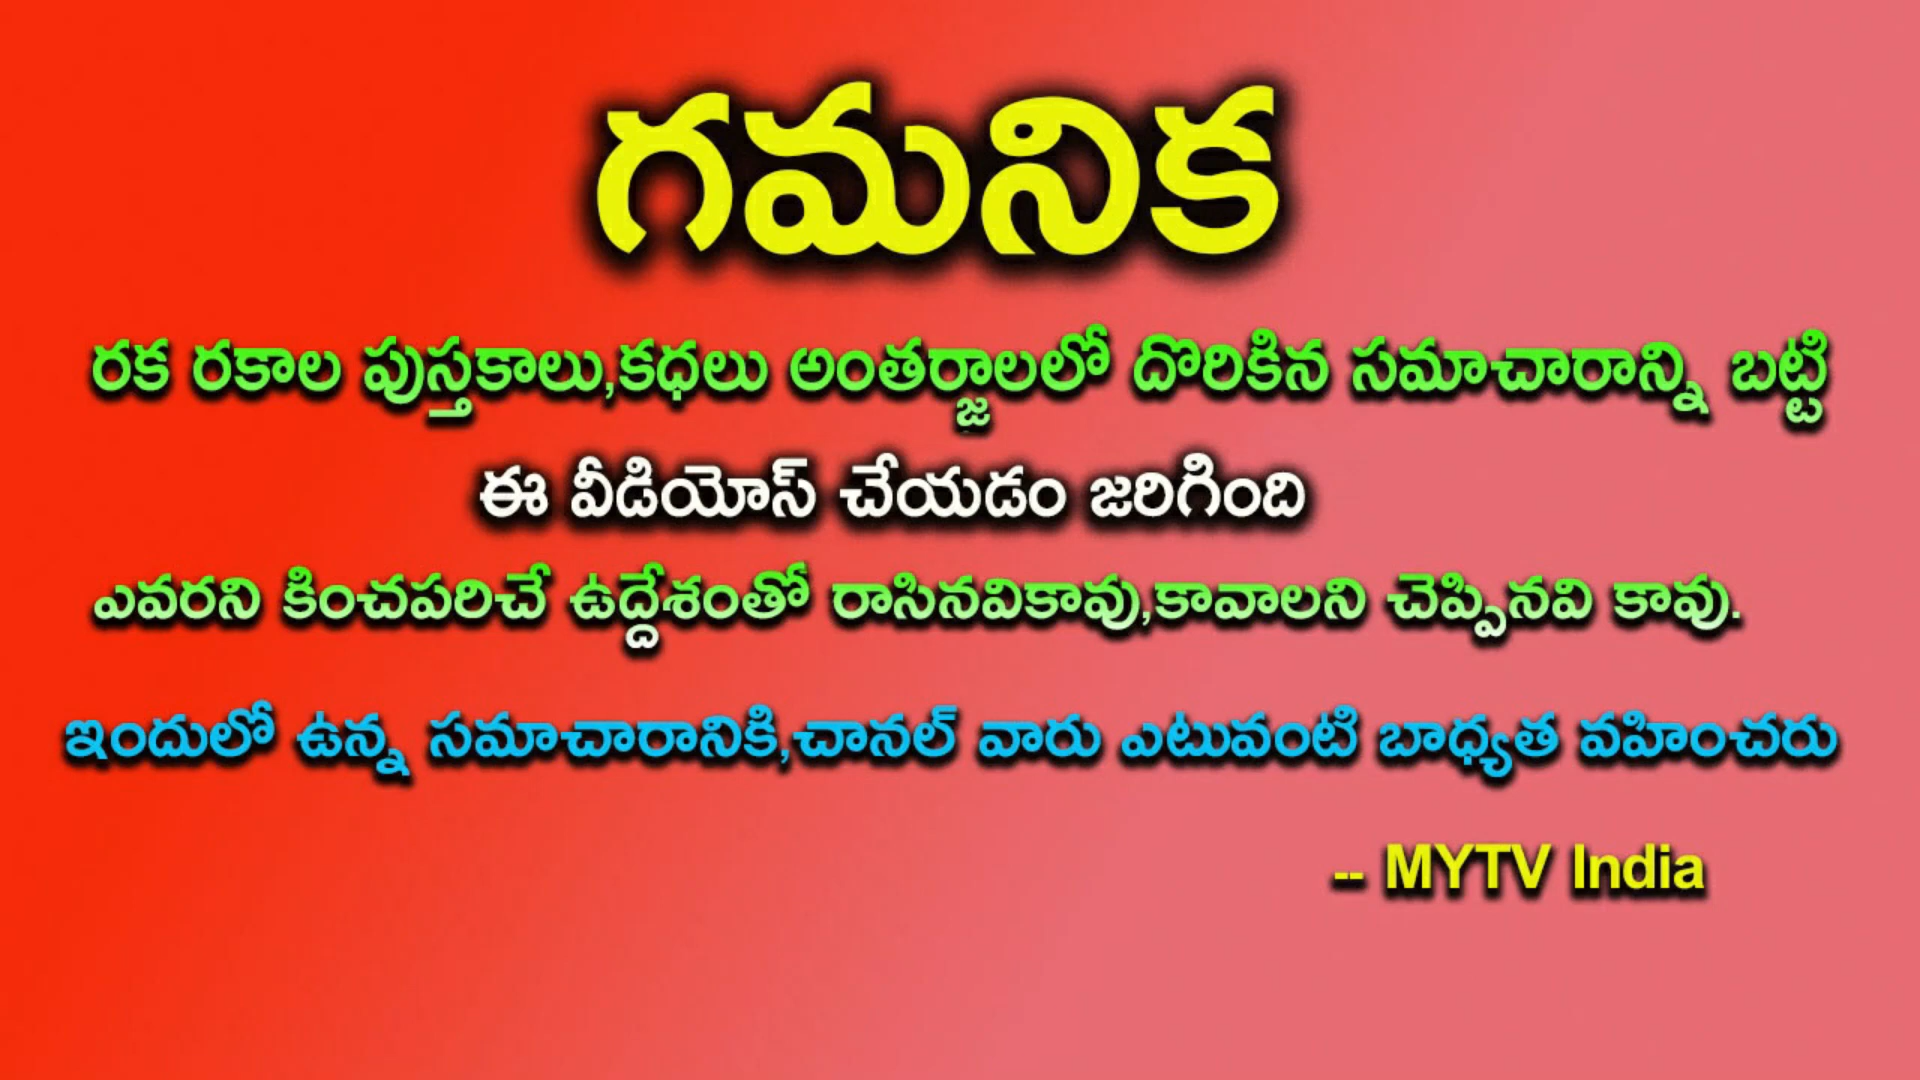 గమనిక
రక రకాల పుస్తకాలు,కధలు అంతర్జాలలో దొరికిన సమాచారాన్ని బట్టి
ఈ వీడియోస్ చేయడం జరిగింది
ఎవరని కించపరిచే ఉద్దేశంతో రాసినవికావు,కావాలని చెప్పినవి కావు.
ఇందులో ఉన్న సమాచారానికి,చానల్ వారు ఎటువంటి బాధ్యత వహించరు
-- MYTV India